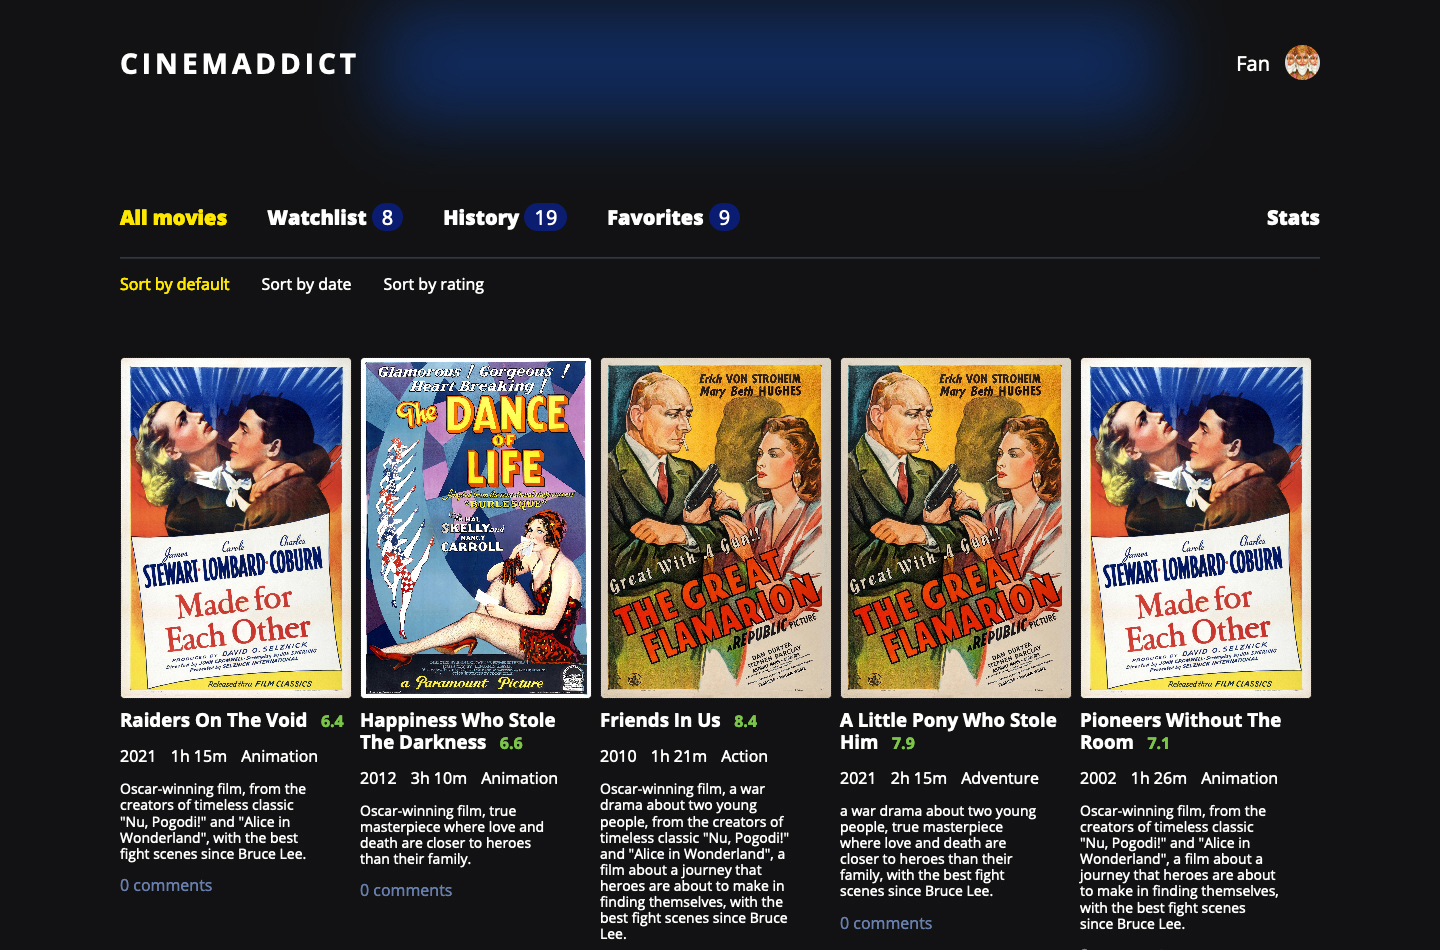 CINEMADDICT
Fan
All movies Watchlist 8 History 19 Favorites 9 Stats
Sort by default Sort by date Sort by rating
James Carole Charles
STEWART · LOMBARD · COBURN
Made for
Each Other
PRODUCED BY DAVID O. SELZNICK
Released thru FILM CLASSICS
Raiders On The Void 6.4
2021 1h 15m Animation
Oscar-winning film, from the
creators of timeless classic
"Nu, Pogodi!" and "Alice in
Wonderland", with the best
fight scenes since Bruce Lee.
0 comments
Glamorous! Gorgeous!
Heart Breaking!
The DANCE
OF
LIFE
"BURLESQUE"
SKELLY and
NANCY
CARROLL
a Paramount Picture
Happiness Who Stole
The Darkness 6.6
2012 3h 10m Animation
Oscar-winning film, true
masterpiece where love and
death are closer to heroes
than their family.
0 comments
Erich VON STROHEIM
Mary Beth HUGHES
Great With A Gun!!
THE GREAT
FLAMARION
A REPUBLIC PICTURE
DAN DURYEA
STEPHEN BARCLAY
Friends In Us 8.4
2010 1h 21m Action
Oscar-winning film, a war
drama about two young
people, from the creators of
timeless classic "Nu, Pogodi!"
and "Alice in Wonderland", a
film about a journey that
heroes are about to make in
finding themselves, with the
best fight scenes since Bruce
Lee.
Erich VON STROHEIM
Mary Beth HUGHES
Great With A Gun!!
THE GREAT
FLAMARION
A REPUBLIC PICTURE
DAN DURYEA
STEPHEN BARCLAY
A Little Pony Who Stole
Him 7.9
2021 2h 15m Adventure
a war drama about two young
people, true masterpiece
where love and death are
closer to heroes than their
family, with the best fight
scenes since Bruce Lee.
0 comments
James Carole Charles
STEWART · LOMBARD · COBURN
Made for
Each Other
PRODUCED BY DAVID O. SELZNICK
Released thru FILM CLASSICS
Pioneers Without The
Room 7.1
2002 1h 26m Animation
Oscar-winning film, from the
creators of timeless classic
"Nu, Pogodi!" and "Alice in
Wonderland", a film about a
journey that heroes are about
to make in finding themselves,
with the best fight scenes
since Bruce Lee.